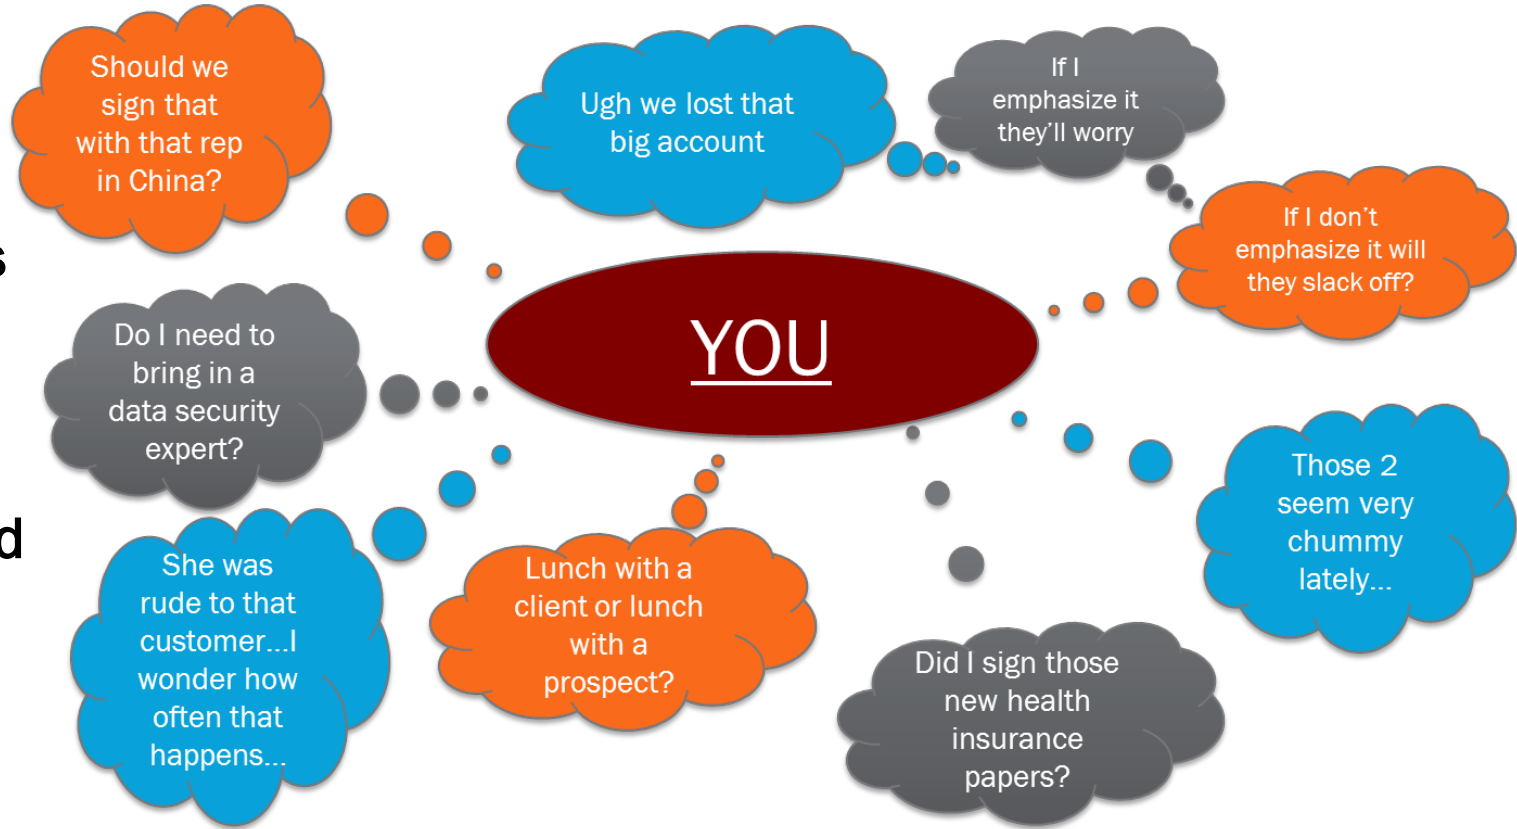 Should we
sign that
with that rep
in China?
Ugh we lost that
big account
If I
emphasize it
they'll worry
If I don't
emphasize it will
they slack off?
s
YOU
Do I need to
bring in a
data security
expert?
Those 2
seem very
chummy
lately...
d
She was
rude to that
customer...I
wonder how
often that
happens...
Lunch with a
client or lunch
with a
prospect?
Did I sign those
new health
insurance
papers?